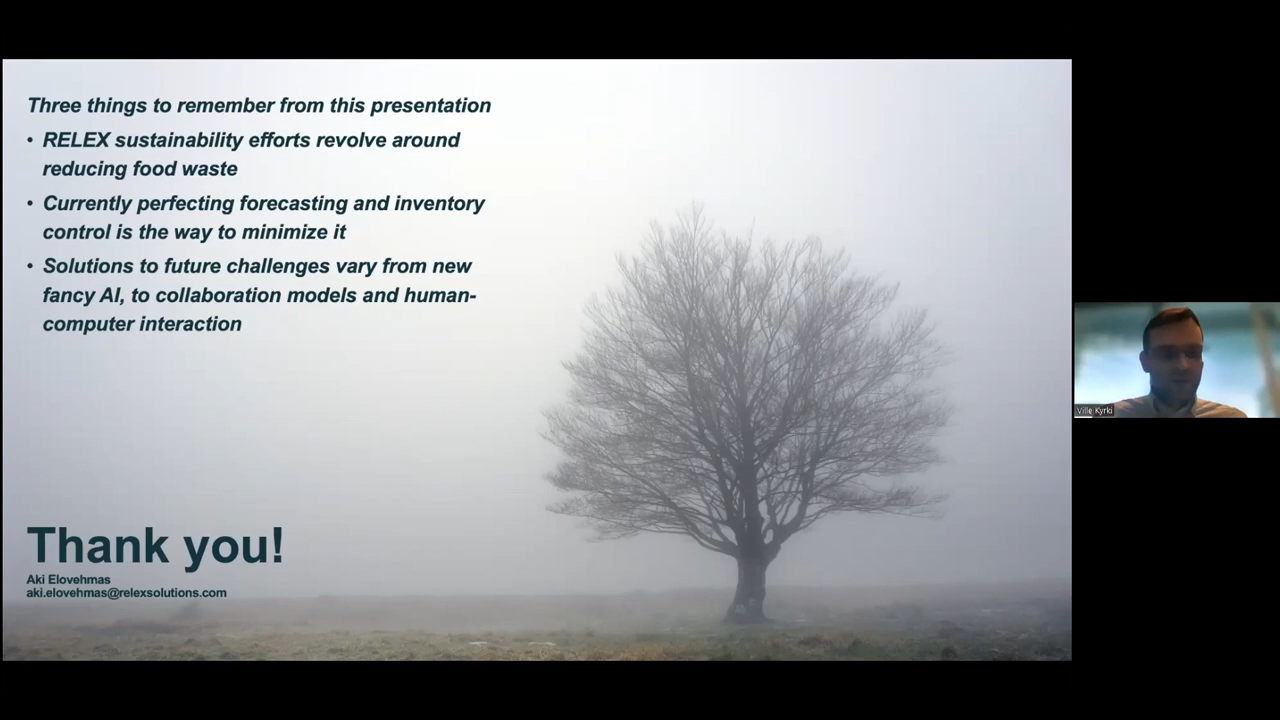 Three things to remember from this presentation
• RELEX sustainability efforts revolve around
reducing food waste
• Currently perfecting forecasting and inventory
control is the way to minimize it
• Solutions to future challenges vary from new
fancy AI, to collaboration models and human-
computer interaction
Thank you!
Aki Elovehmas
aki.elovehmas@relexsolutions.com
Ville Kyrki